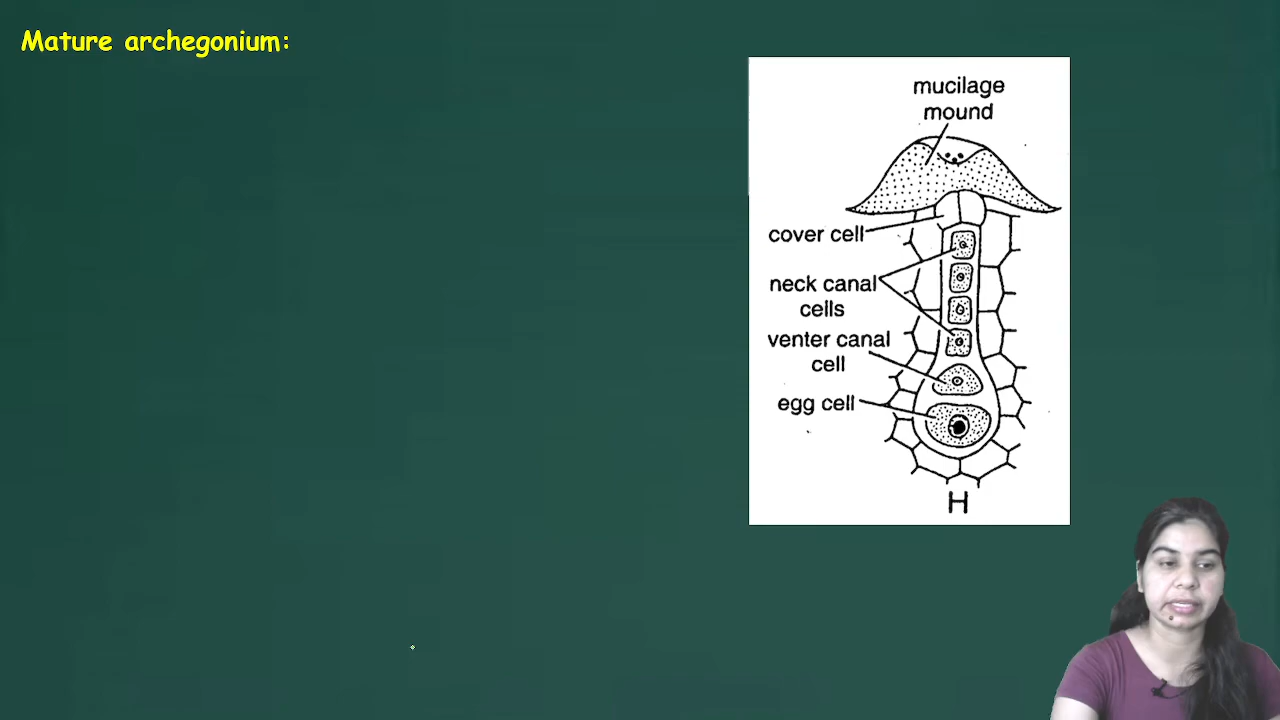 Mature archegonium:
mucilage
mound
cover cell
neck canal
cells
venter canal
cell
egg cell
H